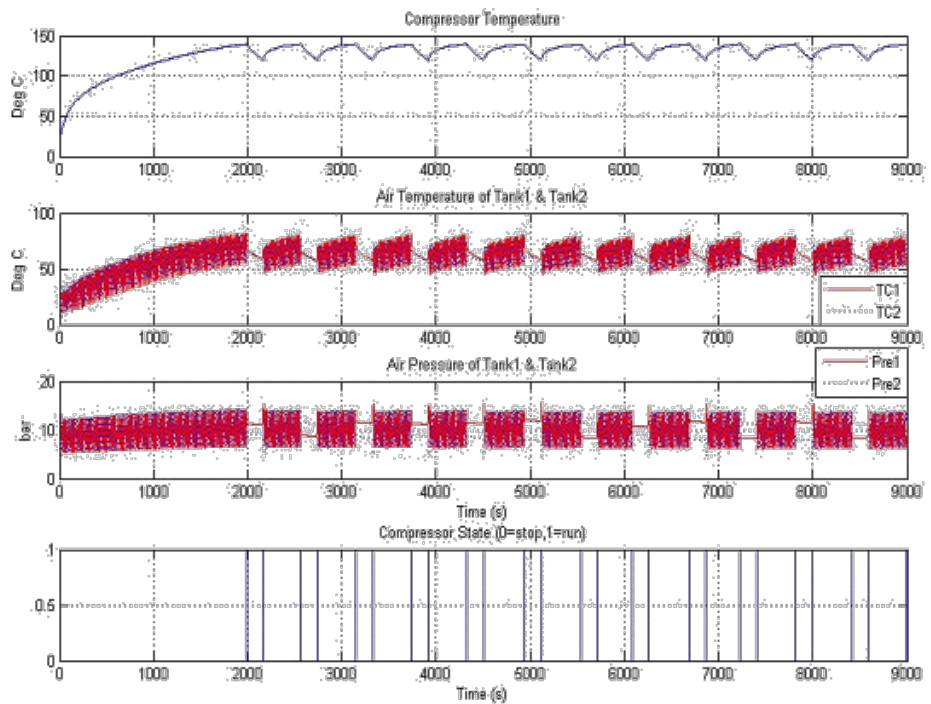 Compressor Temperature
150
100
50
0
Deg C
0 1000 2000 3000 4000 5000 6000 7000 8000 9000
Air Temperature of Tank1 & Tank2
100
50
0
Deg C
TC1
TC2
0 1000 2000 3000 4000 5000 6000 7000 8000 9000
Air Pressure of Tank1 & Tank2
Pre1
Pre2
20
10
0
bar
0 1000 2000 3000 4000 5000 6000 7000 8000 9000
Time (s)
Compressor State (0=stop,1=run)
1
0.5
0
0 1000 2000 3000 4000 5000 6000 7000 8000 9000
Time (s)